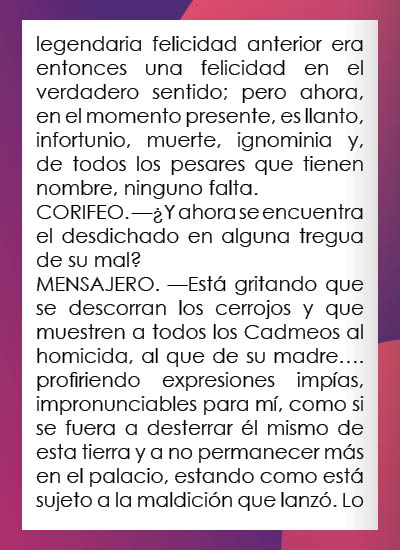 legendaria felicidad anterior era
entonces una felicidad en el
verdadero sentido; pero ahora,
en el momento presente, es llanto,
infortunio, muerte, ignominia y,
de todos los pesares que tienen
nombre, ninguno falta.
CORIFEO. —¿Y ahora se encuentra
el desdichado en alguna tregua
de su mal?
MENSAJERO. —Está gritando que
se descorran los cerrojos y que
muestren a todos los Cadmeos al
homicida, al que de su madre....
profiriendo expresiones impías,
impronunciables para mí, como si
se fuera a desterrar él mismo de
esta tierra y a no permanecer más
en el palacio, estando como está
sujeto a la maldición que lanzó. Lo